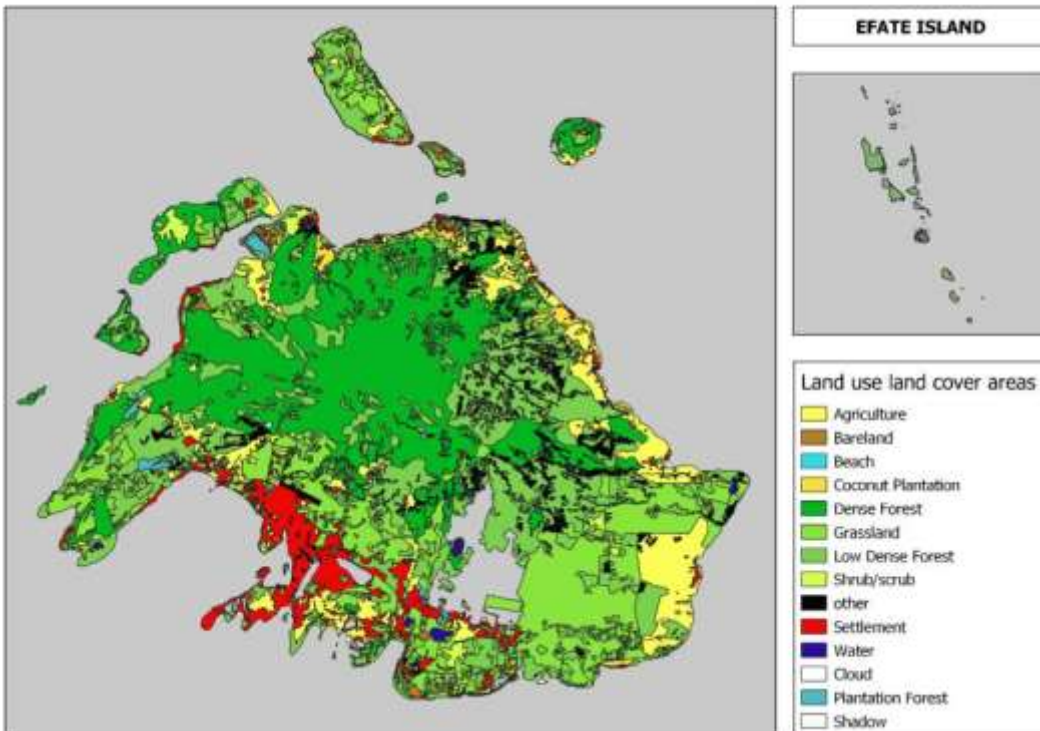 EFATE ISLAND
Land use land cover areas
Agriculture
Bareland
Beach
Coconut Plantation
Dense Forest
Grassland
Low Dense Forest
Shrub/scrub
other
Settlement
Water
Cloud
Plantation Forest
Shadow